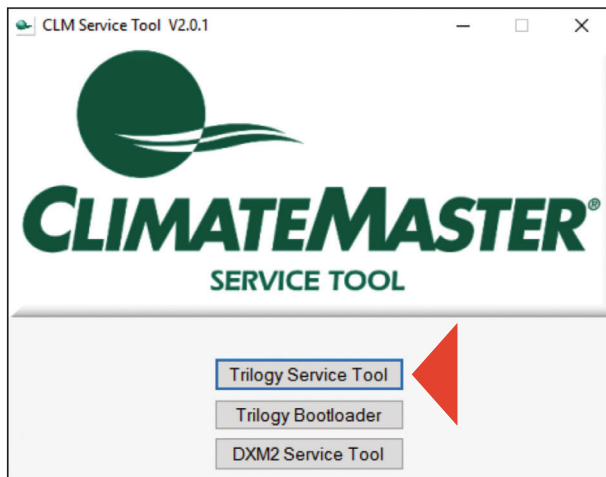 CLM Service Tool V2.0.1
CLIMATEMASTER®
SERVICE TOOL
Trilogy Service Tool
Trilogy Bootloader
DXM2 Service Tool